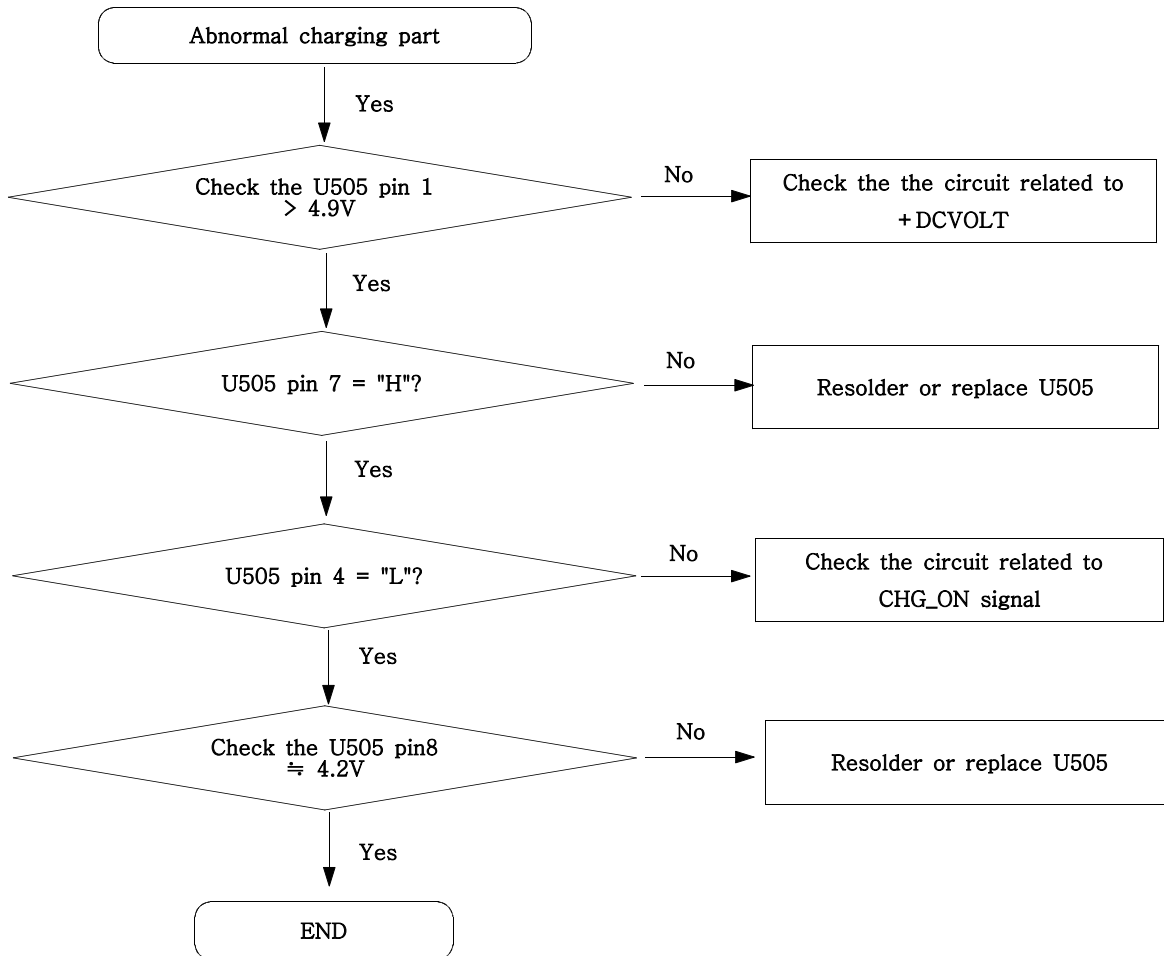 Abnormal charging part
Yes
Check the U505 pin 1
> 4.9V
No
Check the the circuit related to
+DCVOLT
Yes
U505 pin 7 = "H"?
No
Resolder or replace U505
Yes
U505 pin 4 = "L"?
No
Check the circuit related to
CHG_ON signal
Yes
Check the U505 pin8
≒ 4.2V
No
Resolder or replace U505
Yes
END